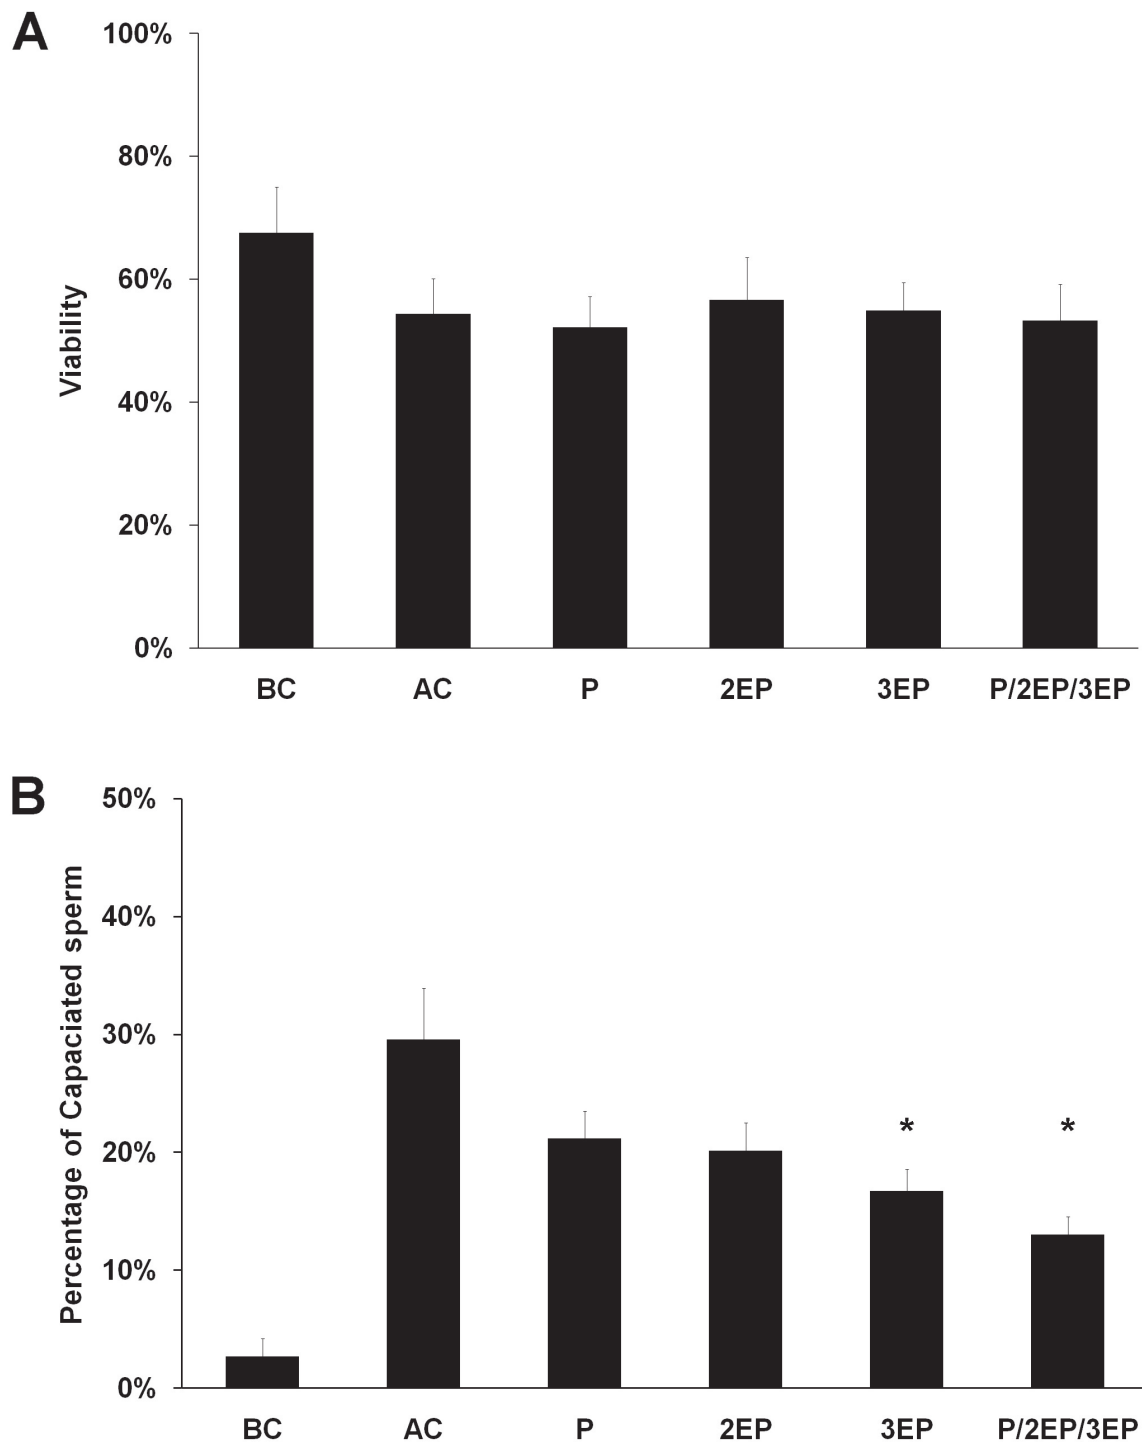 A
100%
80%
60%
40%
20%
0%
Viability
BC AC P 2EP 3EP P/2EP/3EP
B
50%
40%
30%
20%
10%
0%
Percentage of Capaciated sperm
* *
BC AC P 2EP 3EP P/2EP/3EP